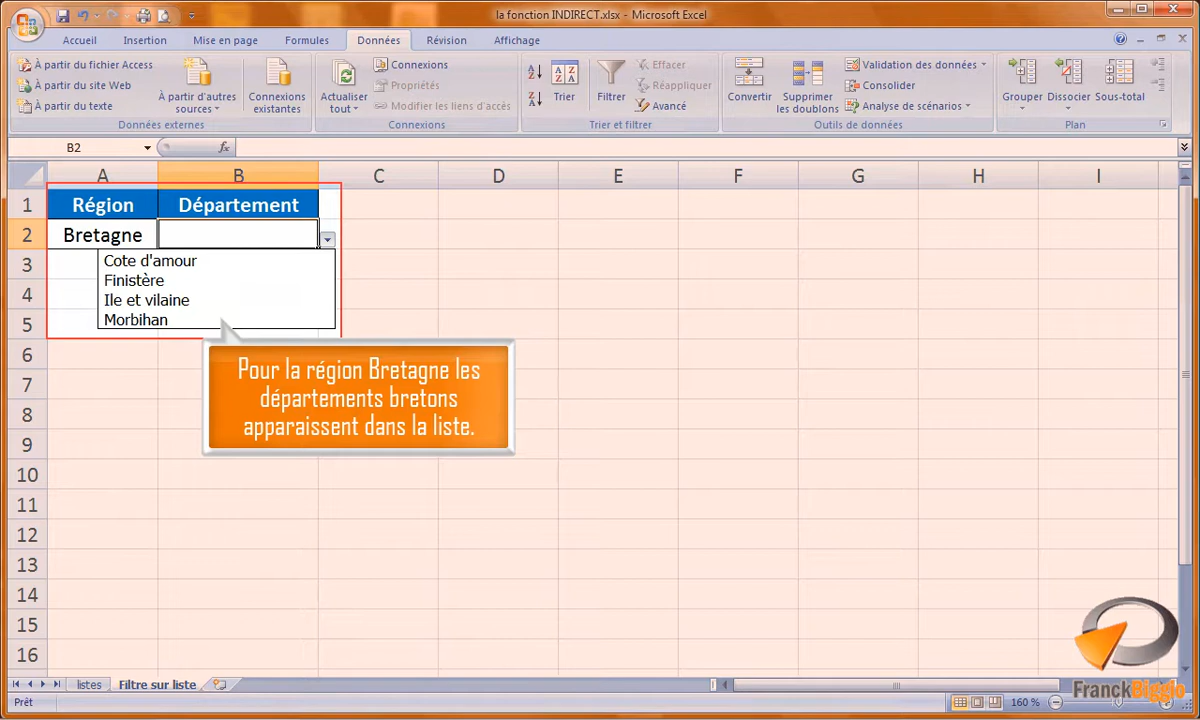 la fonction INDIRECT.xlsx - Microsoft Excel
Accueil Insertion Mise en page Formules Données Révision Affichage
À partir du fichier Access
À partir du site Web
À partir du texte
À partir d'autres
sources
Connexions
existantes
Données externes
Actualiser
tout
Connexions
Propriétés
Modifier les liens d'accès
Connexions
Trier
Filtrer
Effacer
Réappliquer
Avancé
Trier et filtrer
Convertir
Supprimer
les doublons
Validation des données
Consolider
Analyse de scénarios
Outils de données
Grouper
Dissocier
Sous-total
Plan
B2 fx
A B C D E F G H I
1 Région Département
2 Bretagne
3 Cote d'amour
Finistère
4 Ile et vilaine
5 Morbihan
6
Pour la région Bretagne les
départements bretons
apparaissent dans la liste.
7
8
9
10
11
12
13
14
15
16
listes Filtre sur liste
FranckBigglo
Prêt 160 %